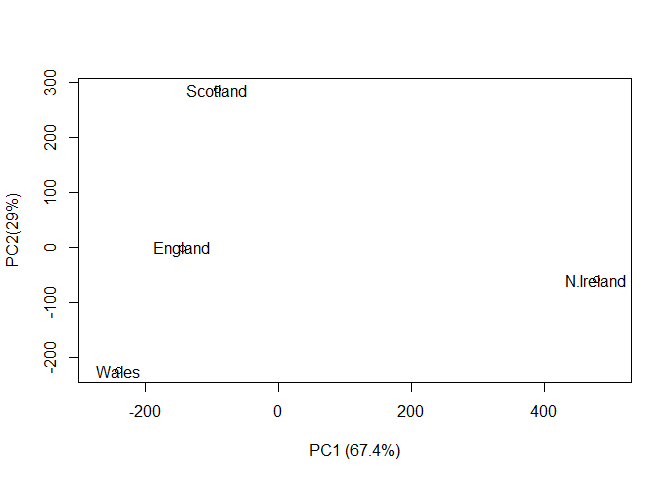 300
Scotland
200
100
PC2(29%)
England
0
N.Ireland
-100
-200
Wales
-200 0 200 400
PC1 (67.4%)